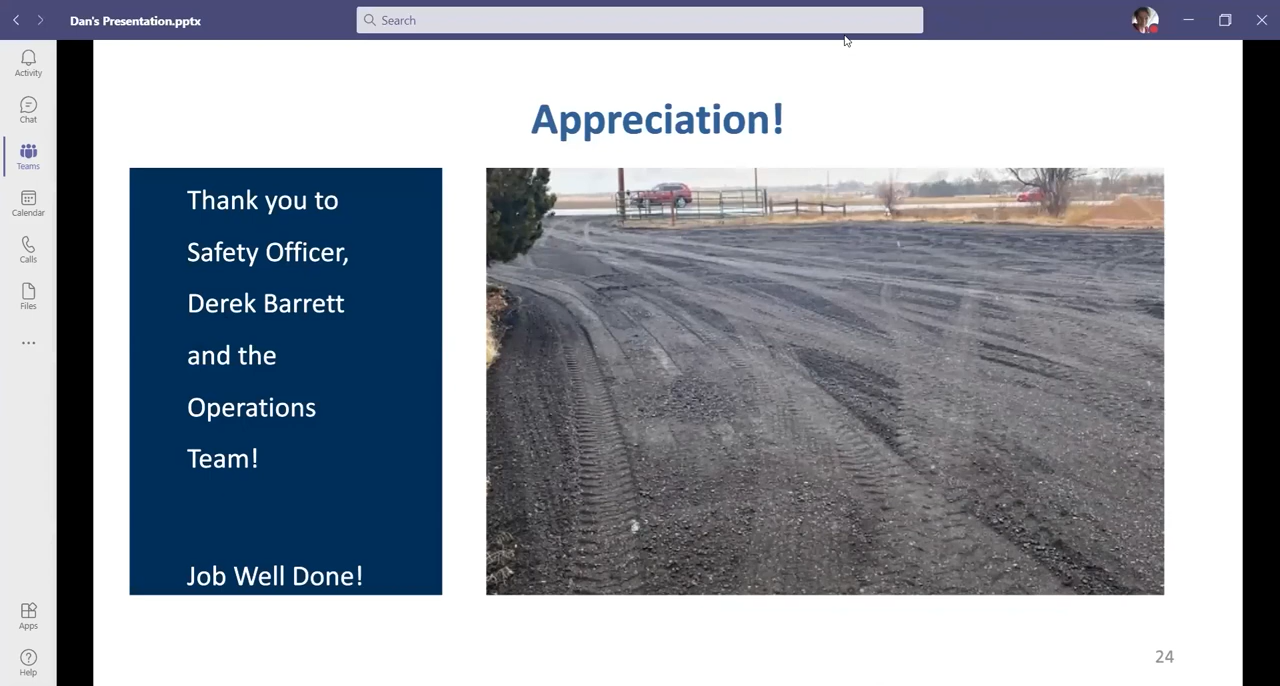 Dan's Presentation.pptx
Search
Activity
Chat
Teams
Calendar
Calls
Files
Apps
Help
Appreciation!
Thank you to
Safety Officer,
Derek Barrett
and the
Operations
Team!
Job Well Done!
24